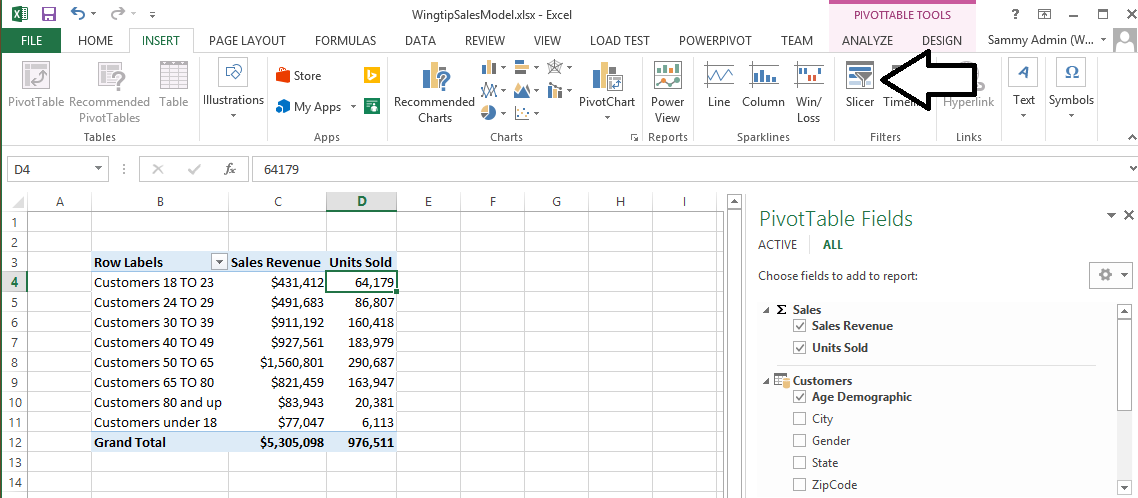 WingtipSalesModel.xlsx - Excel
PIVOTTABLE TOOLS
?
FILE HOME INSERT PAGE LAYOUT FORMULAS DATA REVIEW VIEW LOAD TEST POWERPIVOT TEAM ANALYZE DESIGN Sammy Admin (W...
PivotTable Recommended PivotTables Table
Tables
Illustrations
Store
My Apps
Apps
Recommended Charts
PivotChart
Charts
Power View
Reports
Line Column Win/ Loss
Sparklines
Slicer
Filters
Hyperlink
Links
Text
Symbols
D4 fx 64179
A B C D E F G H I
1
2
3 Row Labels Sales Revenue Units Sold
4 Customers 18 TO 23 $431,412 64,179
5 Customers 24 TO 29 $491,683 86,807
6 Customers 30 TO 39 $911,192 160,418
7 Customers 40 TO 49 $927,561 183,979
8 Customers 50 TO 65 $1,560,801 290,687
9 Customers 65 TO 80 $821,459 163,947
10 Customers 80 and up $83,943 20,381
11 Customers under 18 $77,047 6,113
12 Grand Total $5,305,098 976,511
13
14
PivotTable Fields
ACTIVE ALL
Choose fields to add to report:
Σ Sales
Sales Revenue
Units Sold
Customers
Age Demographic
City
Gender
State
ZipCode